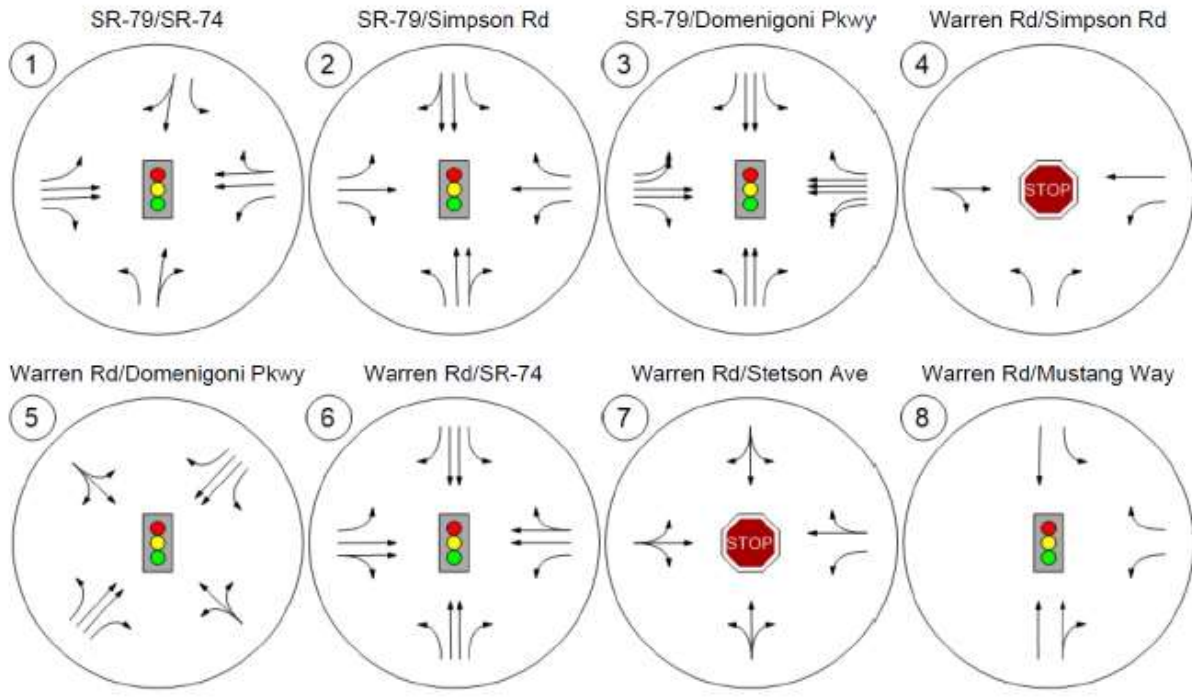 SR-79/SR-74
SR-79/Simpson Rd
SR-79/Domenigoni Pkwy
Warren Rd/Simpson Rd
1
2
3
4
STOP
Warren Rd/Domenigoni Pkwy
Warren Rd/SR-74
Warren Rd/Stetson Ave
Warren Rd/Mustang Way
5
6
7
8
STOP